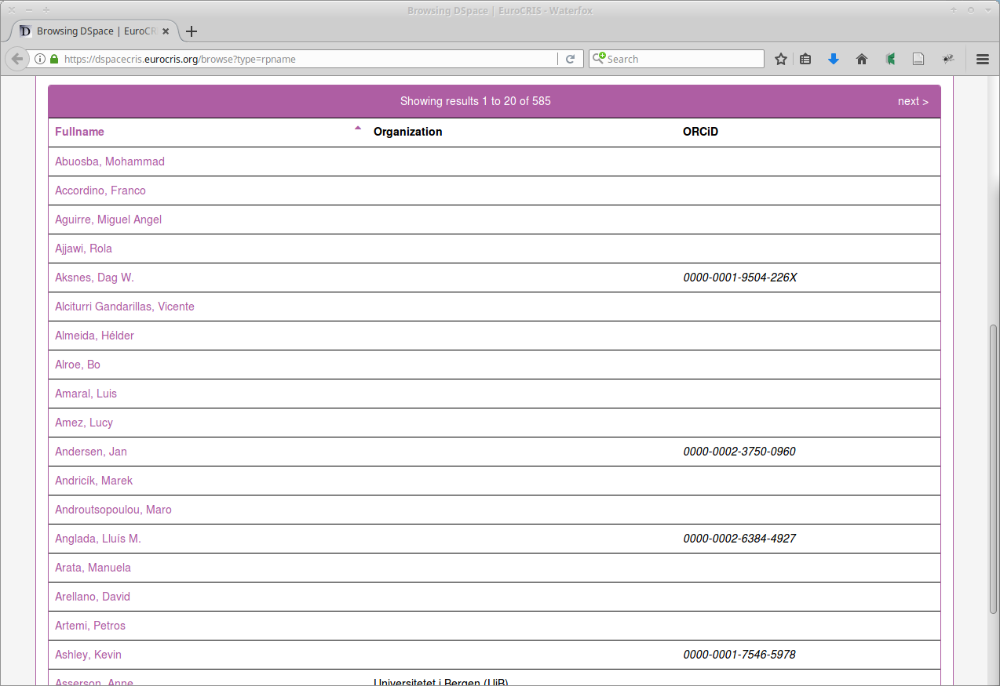 Browsing DSpace | EuroCRIS - Waterfox
Browsing DSpace | EuroCRI
https://dspacecris.eurocris.org/browse?type=rpname
Search
Showing results 1 to 20 of 585 next >
Fullname Organization ORCiD
Abuosba, Mohammad
Accordino, Franco
Aguirre, Miguel Angel
Ajjawi, Rola
Aksnes, Dag W. 0000-0001-9504-226X
Alciturri Gandarillas, Vicente
Almeida, Hélder
Alroe, Bo
Amaral, Luis
Amez, Lucy
Andersen, Jan 0000-0002-3750-0960
Andricík, Marek
Androutsopoulou, Maro
Anglada, Lluís M. 0000-0002-6384-4927
Arata, Manuela
Arellano, David
Artemi, Petros
Ashley, Kevin 0000-0001-7546-5978
Asserson, Anne Universitetet i Bergen (UiB)